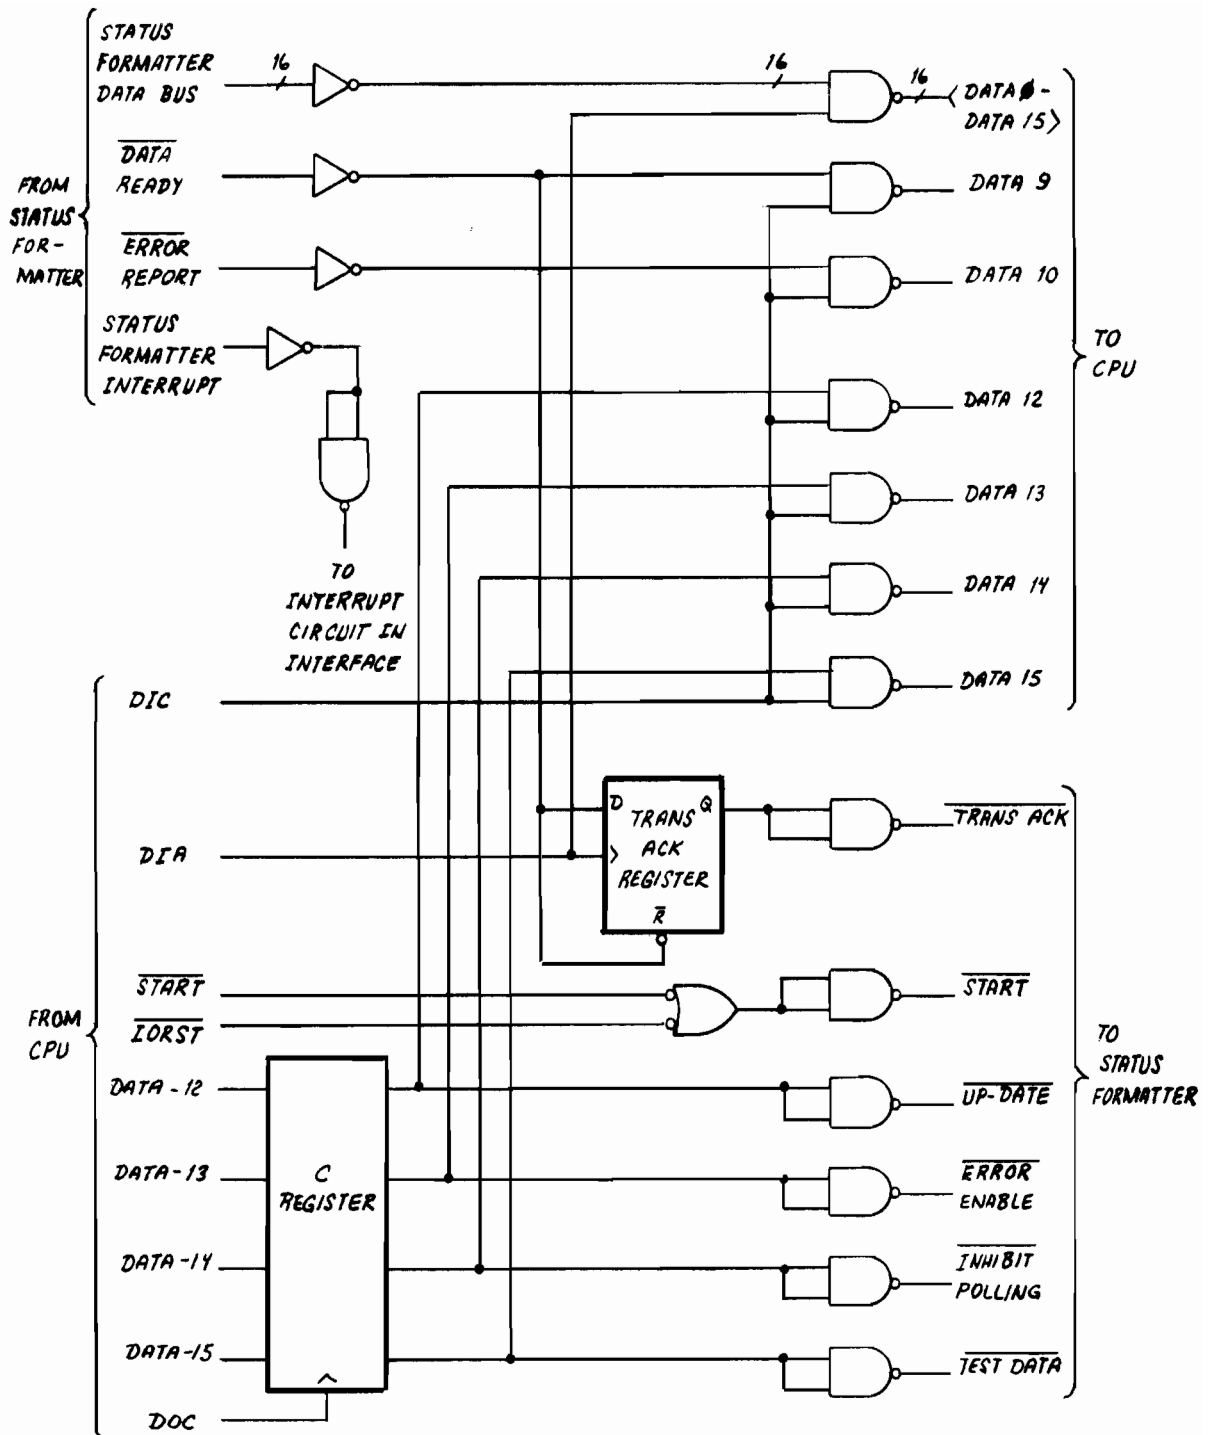 STATUS
FORMATTER
DATA BUS
16
16
16
DATA0-
DATA 15
DATA
READY
DATA 9
FROM
STATUS
FOR-
MATTER
ERROR
REPORT
DATA 10
STATUS
FORMATTER
INTERRUPT
TO
CPU
DATA 12
DATA 13
TO
INTERRUPT
CIRCUIT IN
INTERFACE
DATA 14
DATA 15
DIC
D
Q
TRANS
ACK
REGISTER
R
TRANS ACK
DIA
FROM
CPU
START
IORST
START
DATA-12
DATA-13
DATA-14
DATA-15
C
REGISTER
DOC
UP-DATE
ERROR
ENABLE
INHIBIT
POLLING
TEST DATA
TO
STATUS
FORMATTER